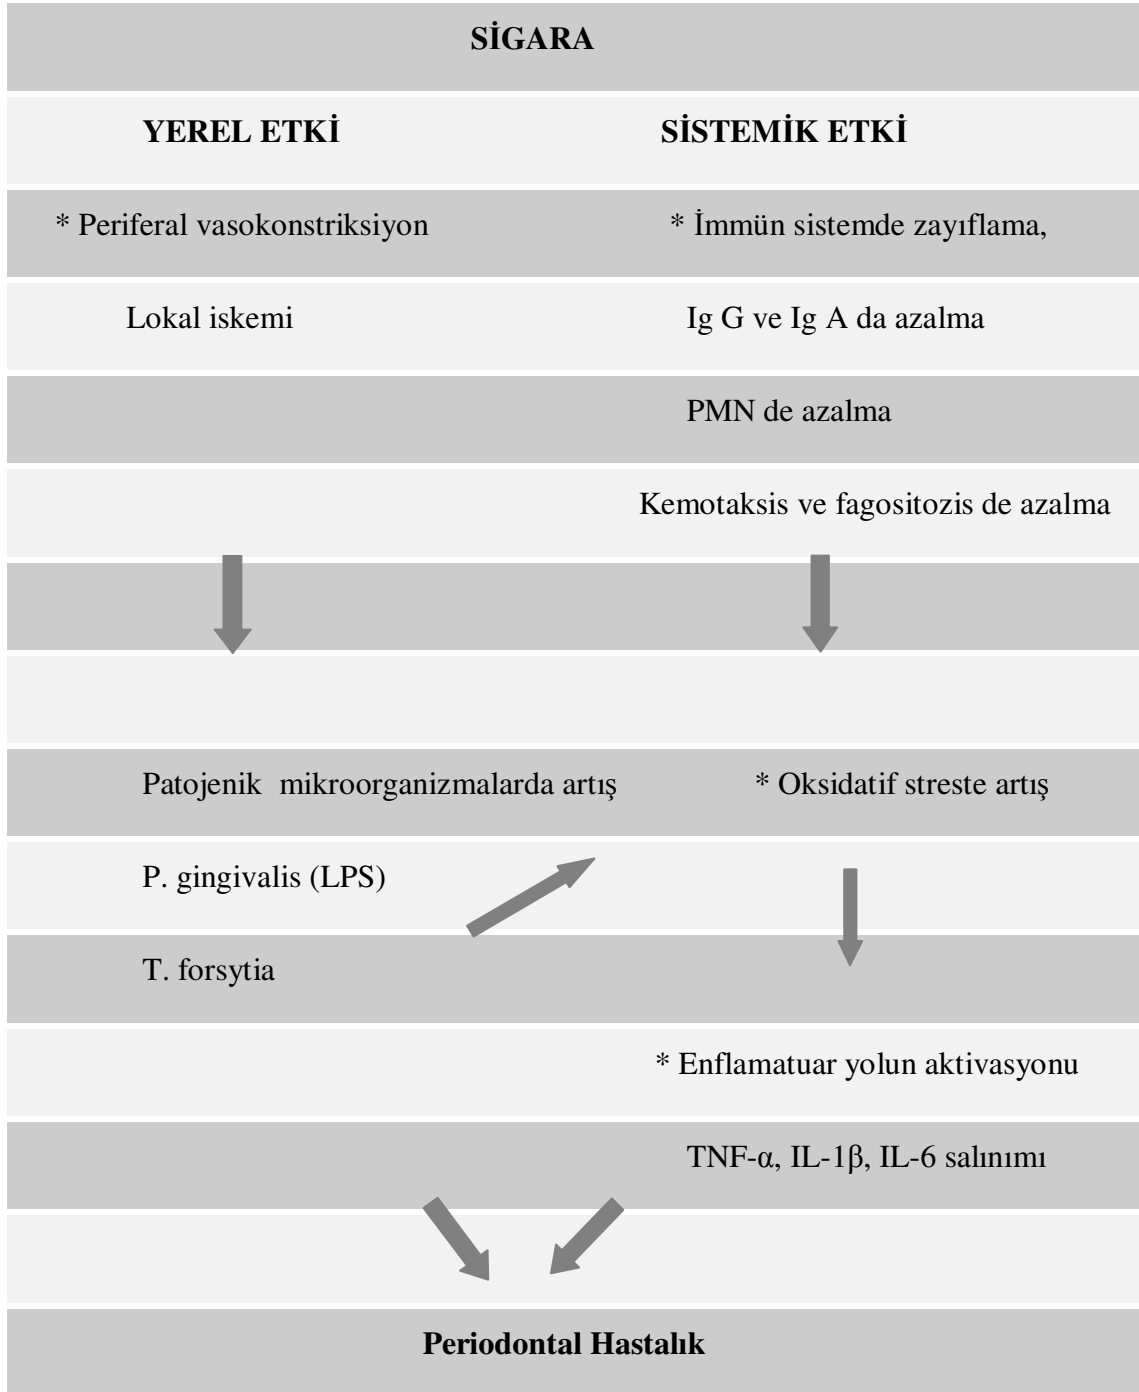 SİGARA
YEREL ETKİ SİSTEMİK ETKİ
* Periferal vasokonstriksiyon * İmmün sistemde zayıflama,
Lokal iskemi Ig G ve Ig A da azalma
PMN de azalma
Kemotaksis ve fagositozis de azalma
Patojenik mikroorganizmalarda artış * Oksidatif streste artış
P. gingivalis (LPS)
T. forsytia
* Enflamatuar yolun aktivasyonu
TNF-α, IL-1β, IL-6 salınımı
Periodontal Hastalık